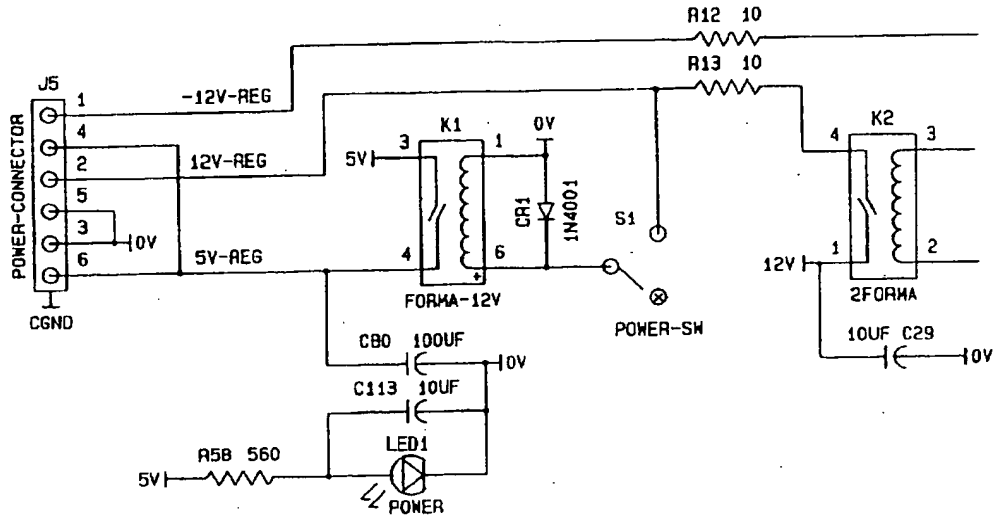 R12 10
R13 10
J5
1
-12V-REG
4
2
12V-REG
5
3
0V
6
5V-REG
POWER-CONNECTOR
CGND
K1
3
1
5V
4
6
+
FORMA-12V
0V
CR1
1N4001
S1
POWER-SW
K2
4
3
1
2
12V
2FORMA
10UF C29
0V
C80 100UF
0V
C113 10UF
LED1
R58 560
5V
POWER